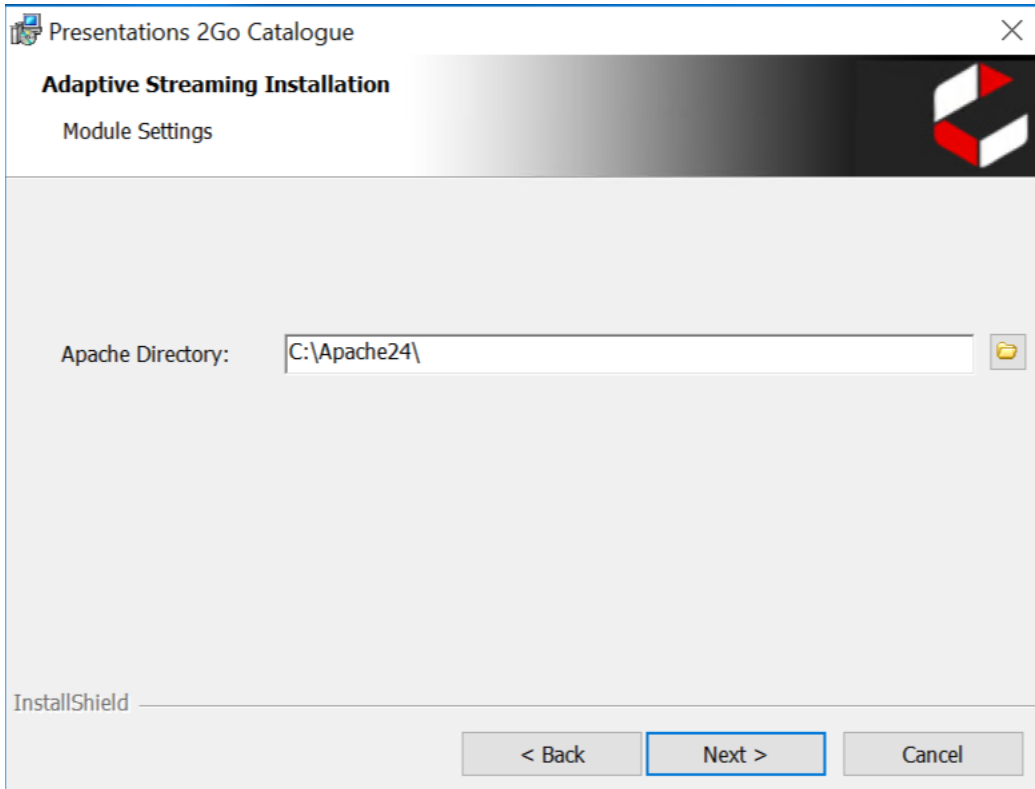 Presentations 2Go Catalogue
Adaptive Streaming Installation
Module Settings
Apache Directory: C:\Apache24\
InstallShield
< Back Next > Cancel